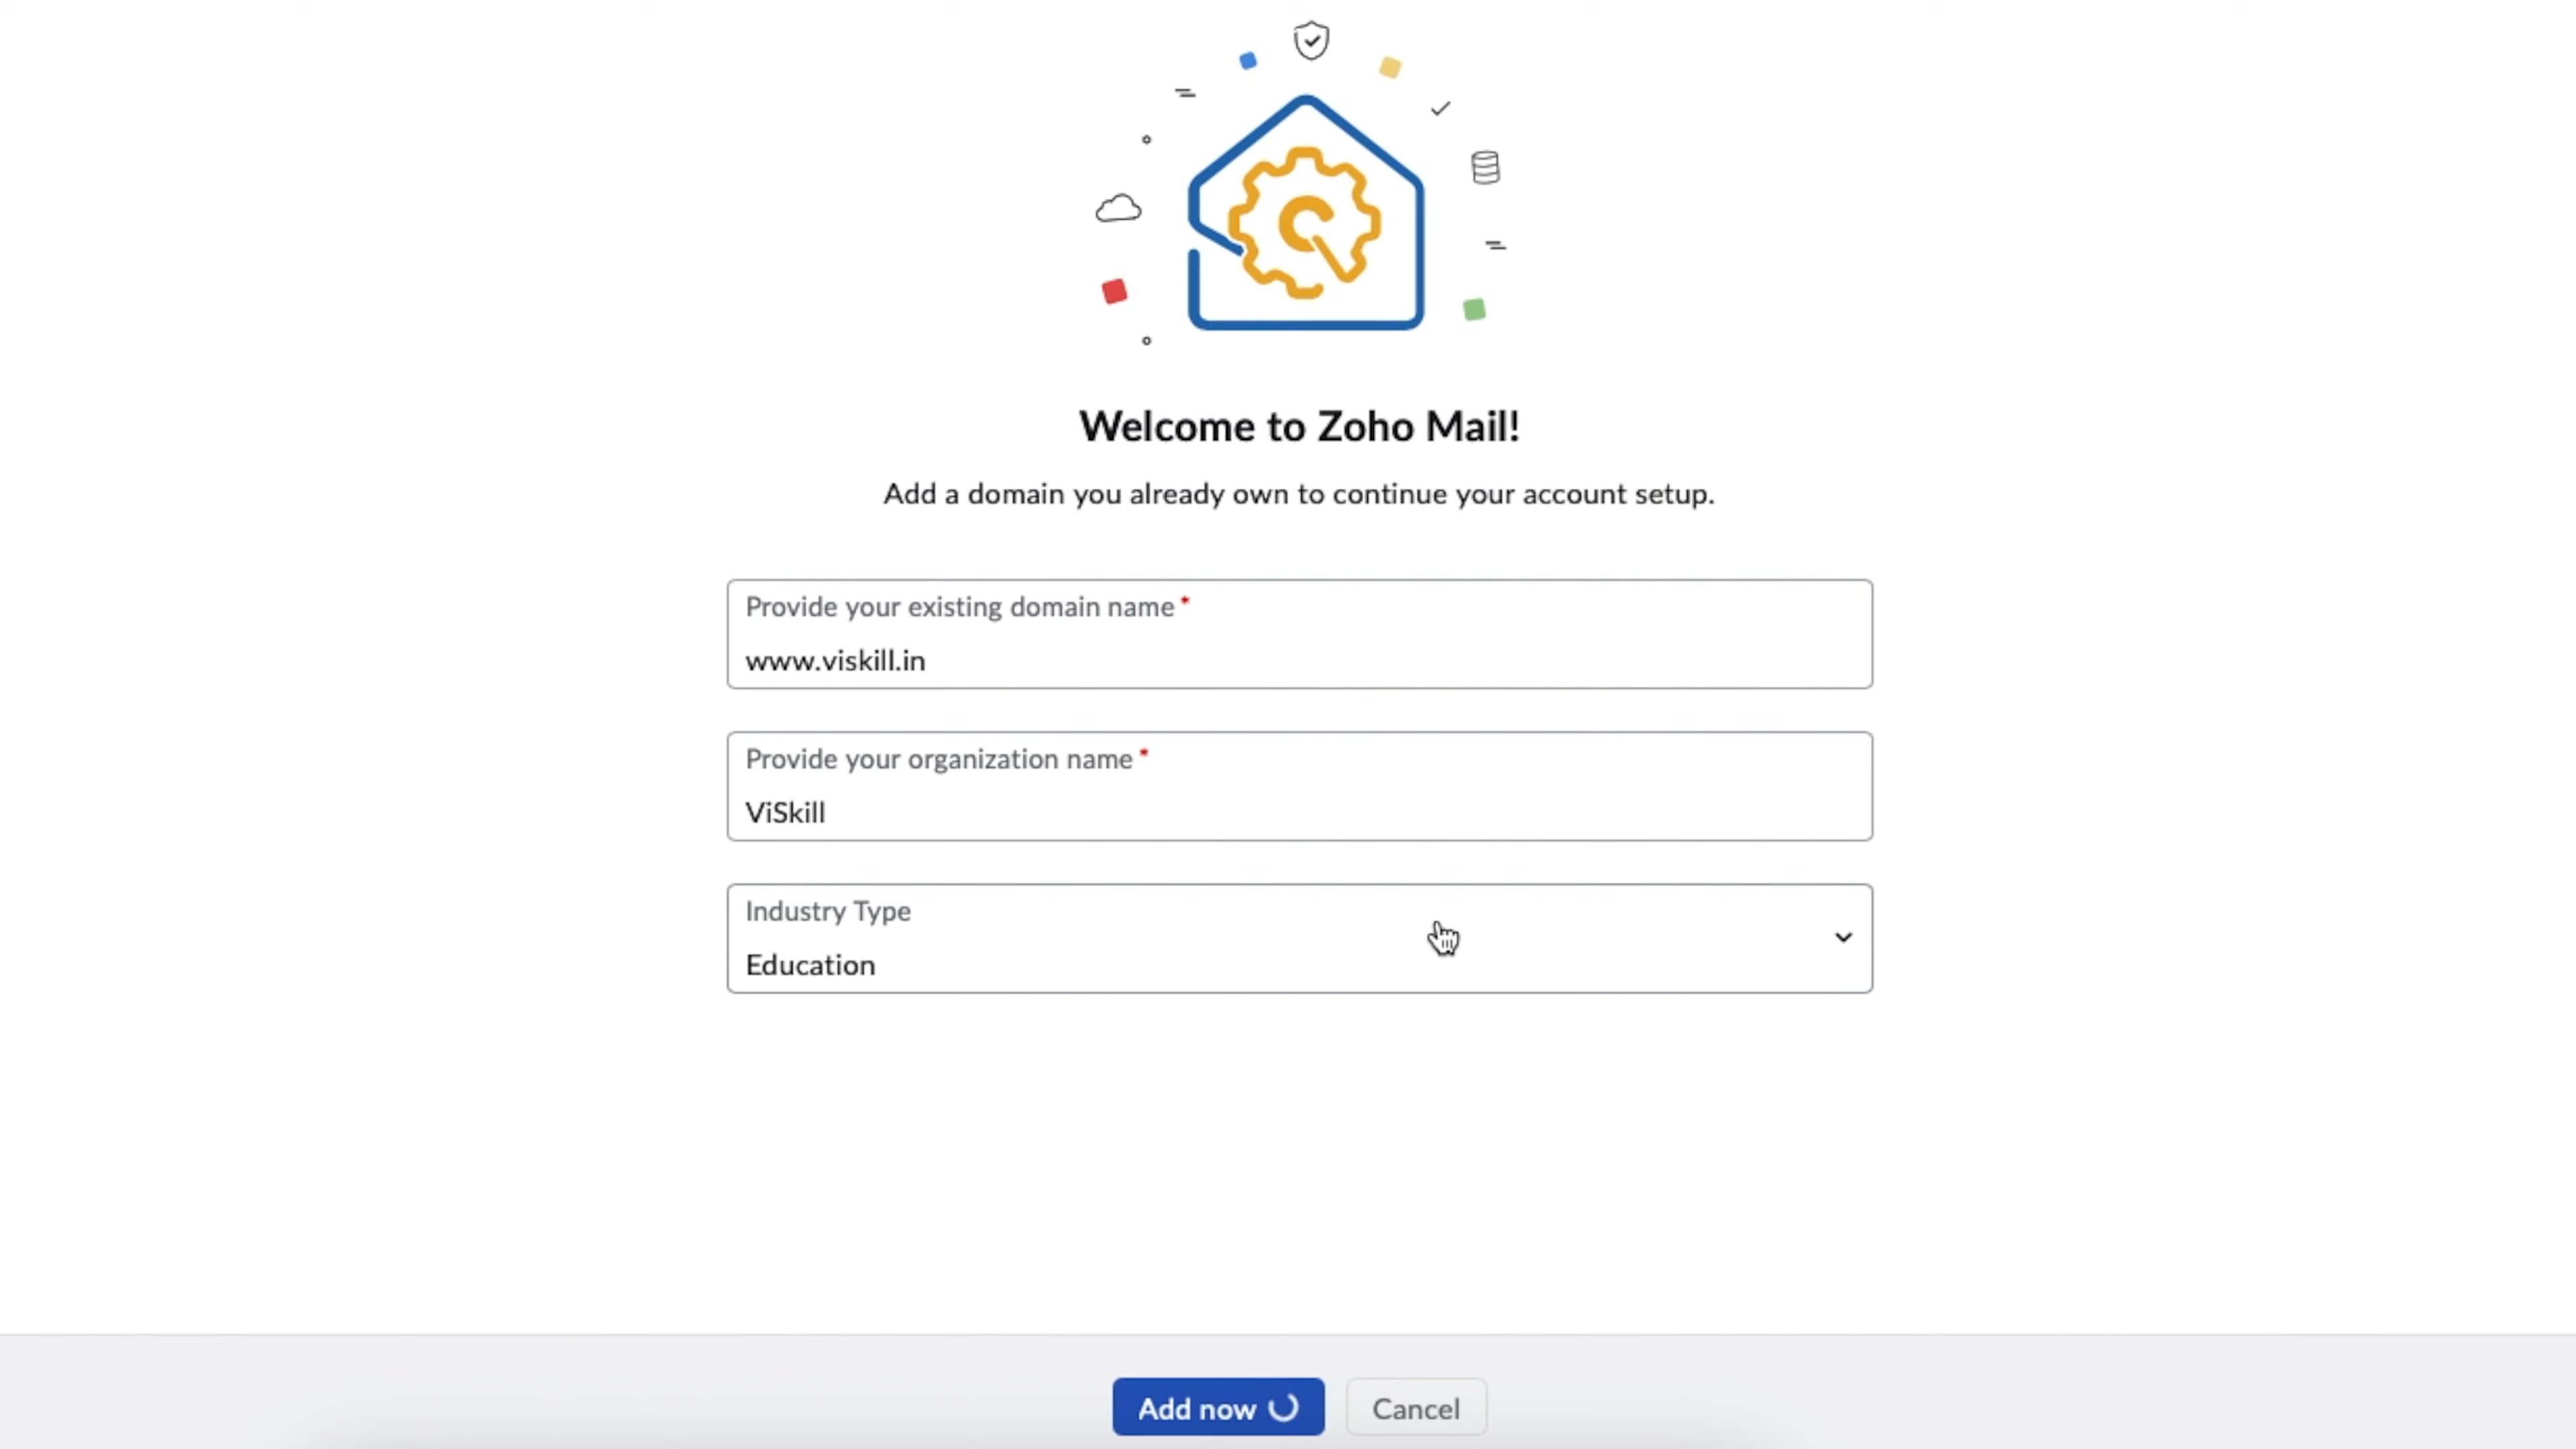 Welcome to Zoho Mail!
Add a domain you already own to continue your account setup.
Provide your existing domain name *
www.viskill.in
Provide your organization name *
ViSkill
Industry Type
Education
Add now
Cancel